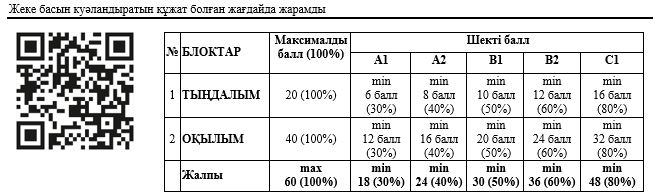 Жеке басын куәландыратын құжат болған жағдайда жарамды
№ БЛОКТАР Максималды балл (100%) Шекті балл
A1 A2 B1 B2 C1
1 ТЫҢДАЛЫМ 20 (100%) min 6 балл (30%) min 8 балл (40%) min 10 балл (50%) min 12 балл (60%) min 16 балл (80%)
2 ОҚЫЛЫМ 40 (100%) min 12 балл (30%) min 16 балл (40%) min 20 балл (50%) min 24 балл (60%) min 32 балл (80%)
Жалпы max 60 (100%) min 18 (30%) min 24 (40%) min 30 (50%) min 36 (60%) min 48 (80%)